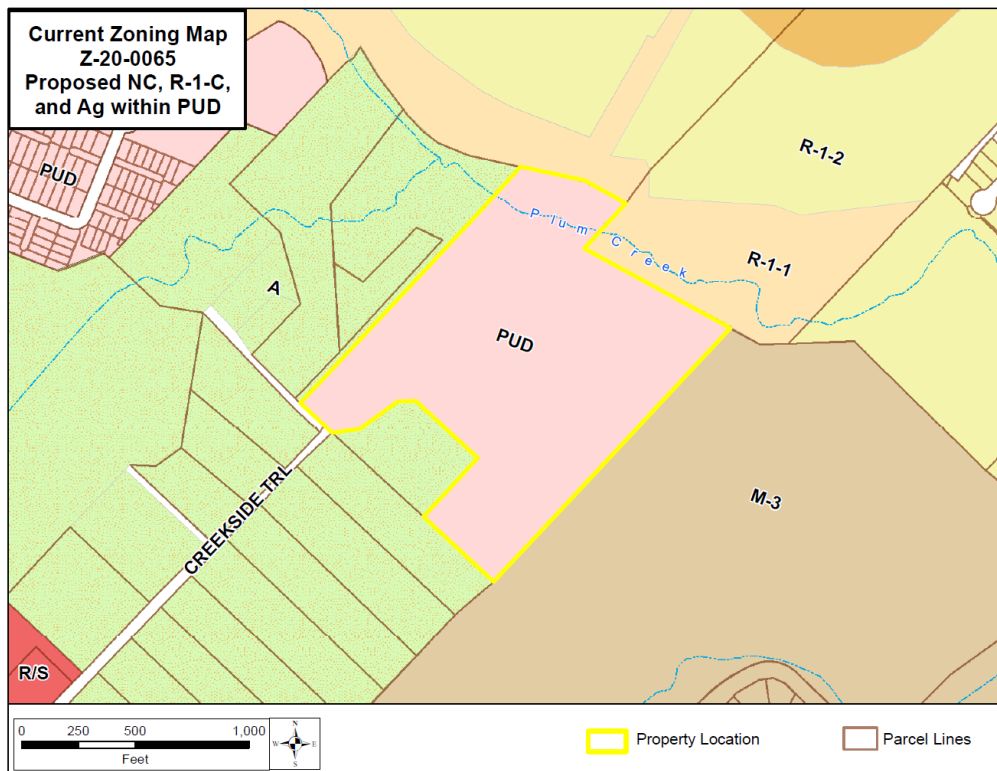 Current Zoning Map
Z-20-0065
Proposed NC, R-1-C,
and Ag within PUD
PUD
R-1-2
Plum Creek
R-1-1
A
PUD
M-3
CREEKSIDE TRL
R/S
0 250 500 1,000
Feet
N
W E
S
Property Location
Parcel Lines